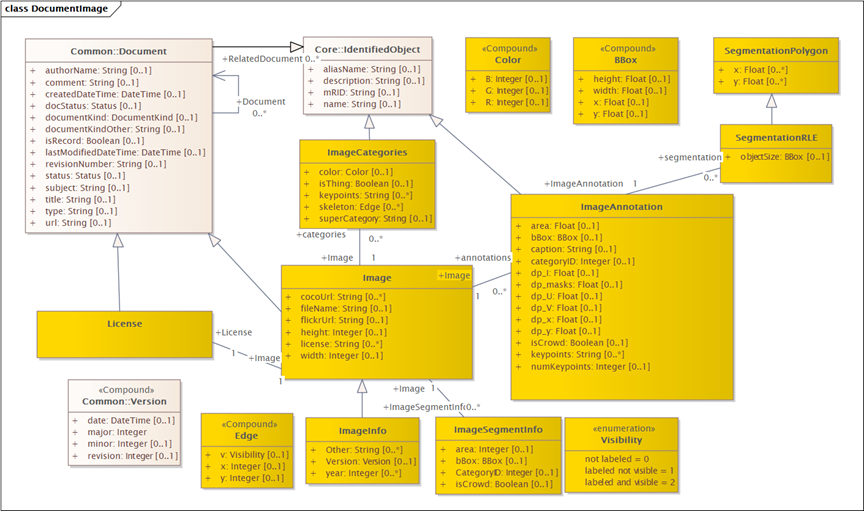 class DocumentImage
Common::Document
+ authorName: String [0..1]
+ comment: String [0..1]
+ createdDateTime: DateTime [0..1]
+ docStatus: Status [0..1]
+ documentKind: DocumentKind [0..1]
+ documentKindOther: String [0..1]
+ isRecord: Boolean [0..1]
+ lastModifiedDateTime: DateTime [0..1]
+ revisionNumber: String [0..1]
+ status: Status [0..1]
+ subject: String [0..1]
+ title: String [0..1]
+ type: String [0..1]
+ url: String [0..1]
+RelatedDocument 0..*
+Document
0..*
Core::IdentifiedObject
+ aliasName: String [0..1]
+ description: String [0..1]
+ mRID: String [0..1]
+ name: String [0..1]
«Compound»
Color
+ B: Integer [0..1]
+ G: Integer [0..1]
+ R: Integer [0..1]
«Compound»
BBox
+ height: Float [0..1]
+ width: Float [0..1]
+ x: Float [0..1]
+ y: Float [0..1]
SegmentationPolygon
+ x: Float [0..*]
+ y: Float [0..*]
SegmentationRLE
+ objectSize: BBox [0..1]
+segmentation
0..*
+ImageAnnotation 1
ImageCategories
+ color: Color [0..1]
+ isThing: Boolean [0..1]
+ keypoints: String [0..*]
+ skeleton: Edge [0..*]
+ superCategory: String [0..1]
+categories
0..*
+Image
1
ImageAnnotation
+ area: Float [0..1]
+ bBox: BBox [0..1]
+ caption: String [0..1]
+ categoryID: Integer [0..1]
+ dp_I: Float [0..1]
+ dp_masks: Float [0..1]
+ dp_U: Float [0..1]
+ dp_V: Float [0..1]
+ dp_x: Float [0..1]
+ dp_y: Float [0..1]
+ isCrowd: Boolean [0..1]
+ keypoints: String [0..*]
+ numKeypoints: Integer [0..1]
+annotations
0..*
+Image
1
Image
+ cocoUrl: String [0..*]
+ fileName: String [0..*]
+ flickrUrl: String [0..*]
+ height: Integer [0..1]
+ license: String [0..*]
+ width: Integer [0..1]
License
+License
1
+Image
1
+Image 1
+ImageSegmentInfo 0..*
«Compound»
Common::Version
+ date: DateTime [0..1]
+ major: Integer
+ minor: Integer [0..1]
+ revision: Integer [0..1]
«Compound»
Edge
+ v: Visibility [0..1]
+ x: Integer [0..1]
+ y: Integer [0..1]
ImageInfo
+ Other: String [0..*]
+ Version: Version [0..1]
+ year: Integer [0..*]
ImageSegmentInfo
+ area: Integer [0..1]
+ bBox: BBox [0..1]
+ CategoryID: Integer [0..1]
+ isCrowd: Boolean [0..1]
«enumeration»
Visibility
not labeled = 0
labeled not visible = 1
labeled and visible = 2